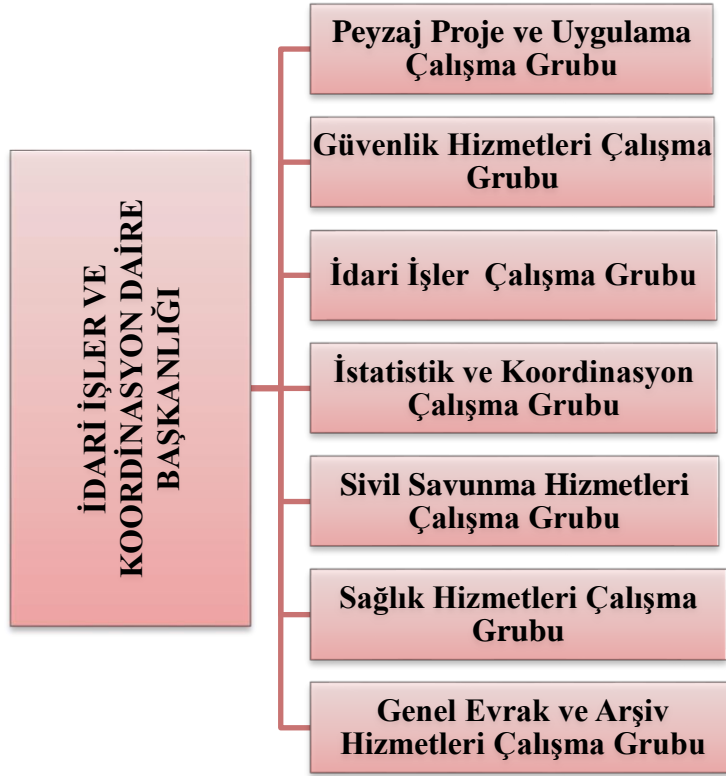 İDARİ İŞLER VE
KOORDİNASYON DAİRE
BAŞKANLIĞI
Peyzaj Proje ve Uygulama
Çalışma Grubu
Güvenlik Hizmetleri Çalışma
Grubu
İdari İşler Çalışma Grubu
İstatistik ve Koordinasyon
Çalışma Grubu
Sivil Savunma Hizmetleri
Çalışma Grubu
Sağlık Hizmetleri Çalışma
Grubu
Genel Evrak ve Arşiv
Hizmetleri Çalışma Grubu